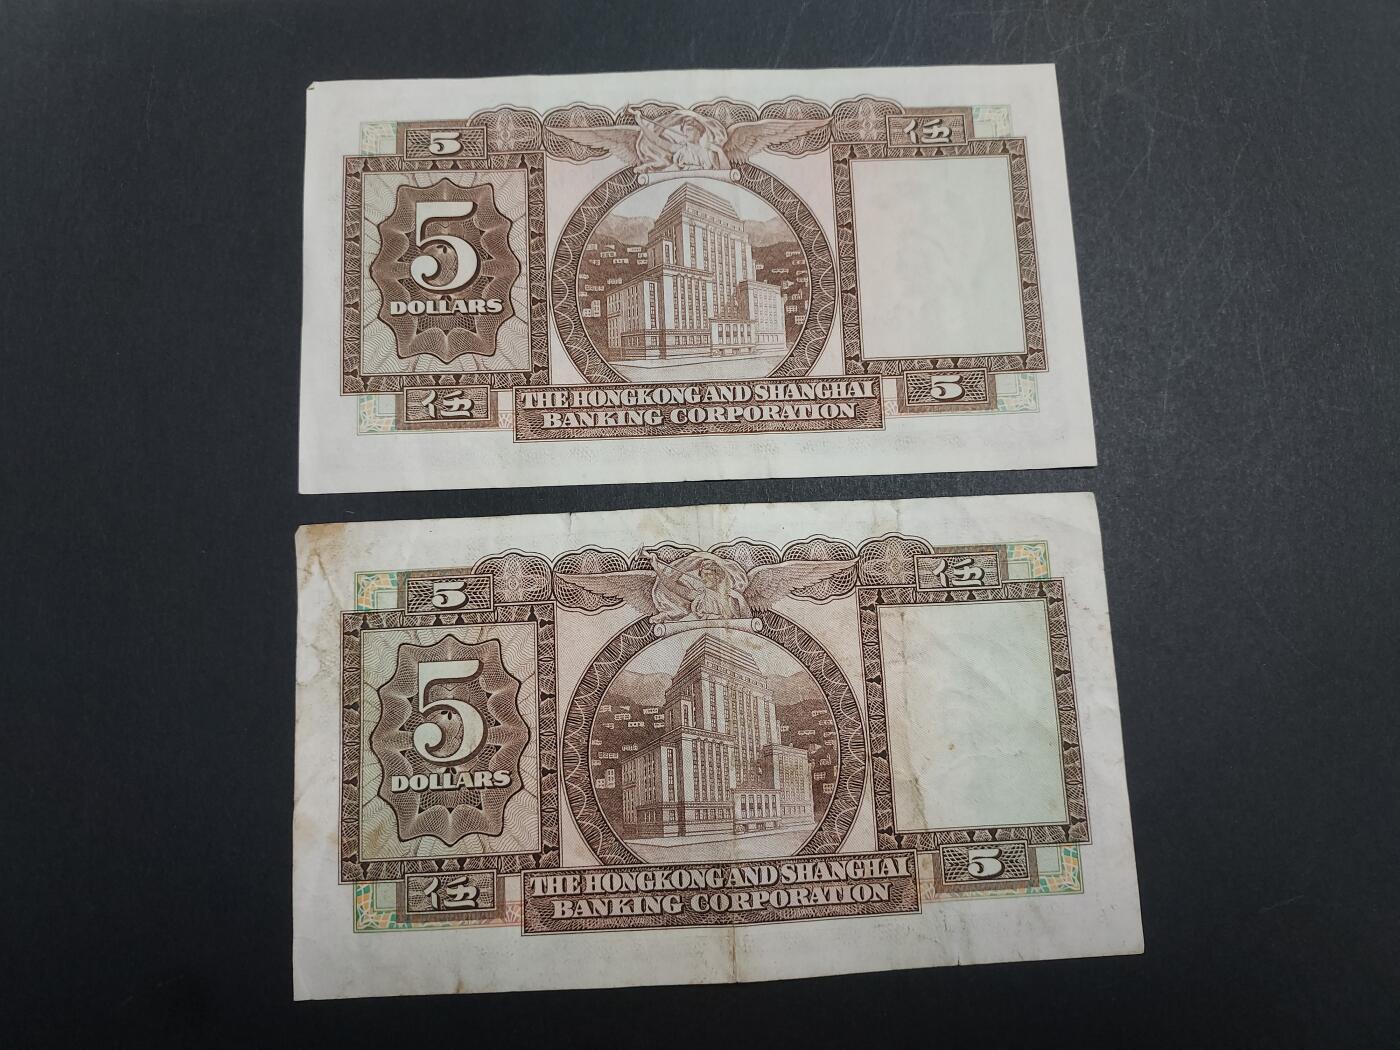 5
伍
5
DOLLARS
伍
THE HONGKONG AND SHANGHAI
BANKING CORPORATION
5
5
伍
5
DOLLARS
伍
THE HONGKONG AND SHANGHAI
BANKING CORPORATION
5